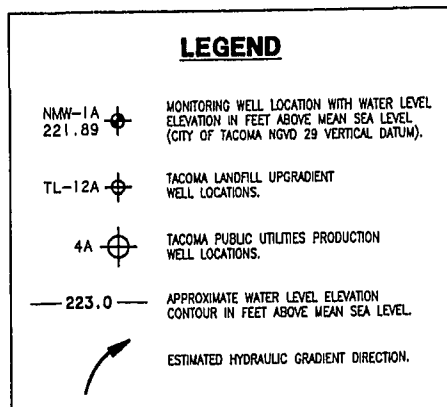 LEGEND
NMW-1A
221.89
MONITORING WELL LOCATION WITH WATER LEVEL
ELEVATION IN FEET ABOVE MEAN SEA LEVEL
(CITY OF TACOMA NGVD 29 VERTICAL DATUM).
TL-12A
TACOMA LANDFILL UPGRADIENT
WELL LOCATIONS.
4A
TACOMA PUBLIC UTILITIES PRODUCTION
WELL LOCATIONS.
223.0
APPROXIMATE WATER LEVEL ELEVATION
CONTOUR IN FEET ABOVE MEAN SEA LEVEL.
ESTIMATED HYDRAULIC GRADIENT DIRECTION.